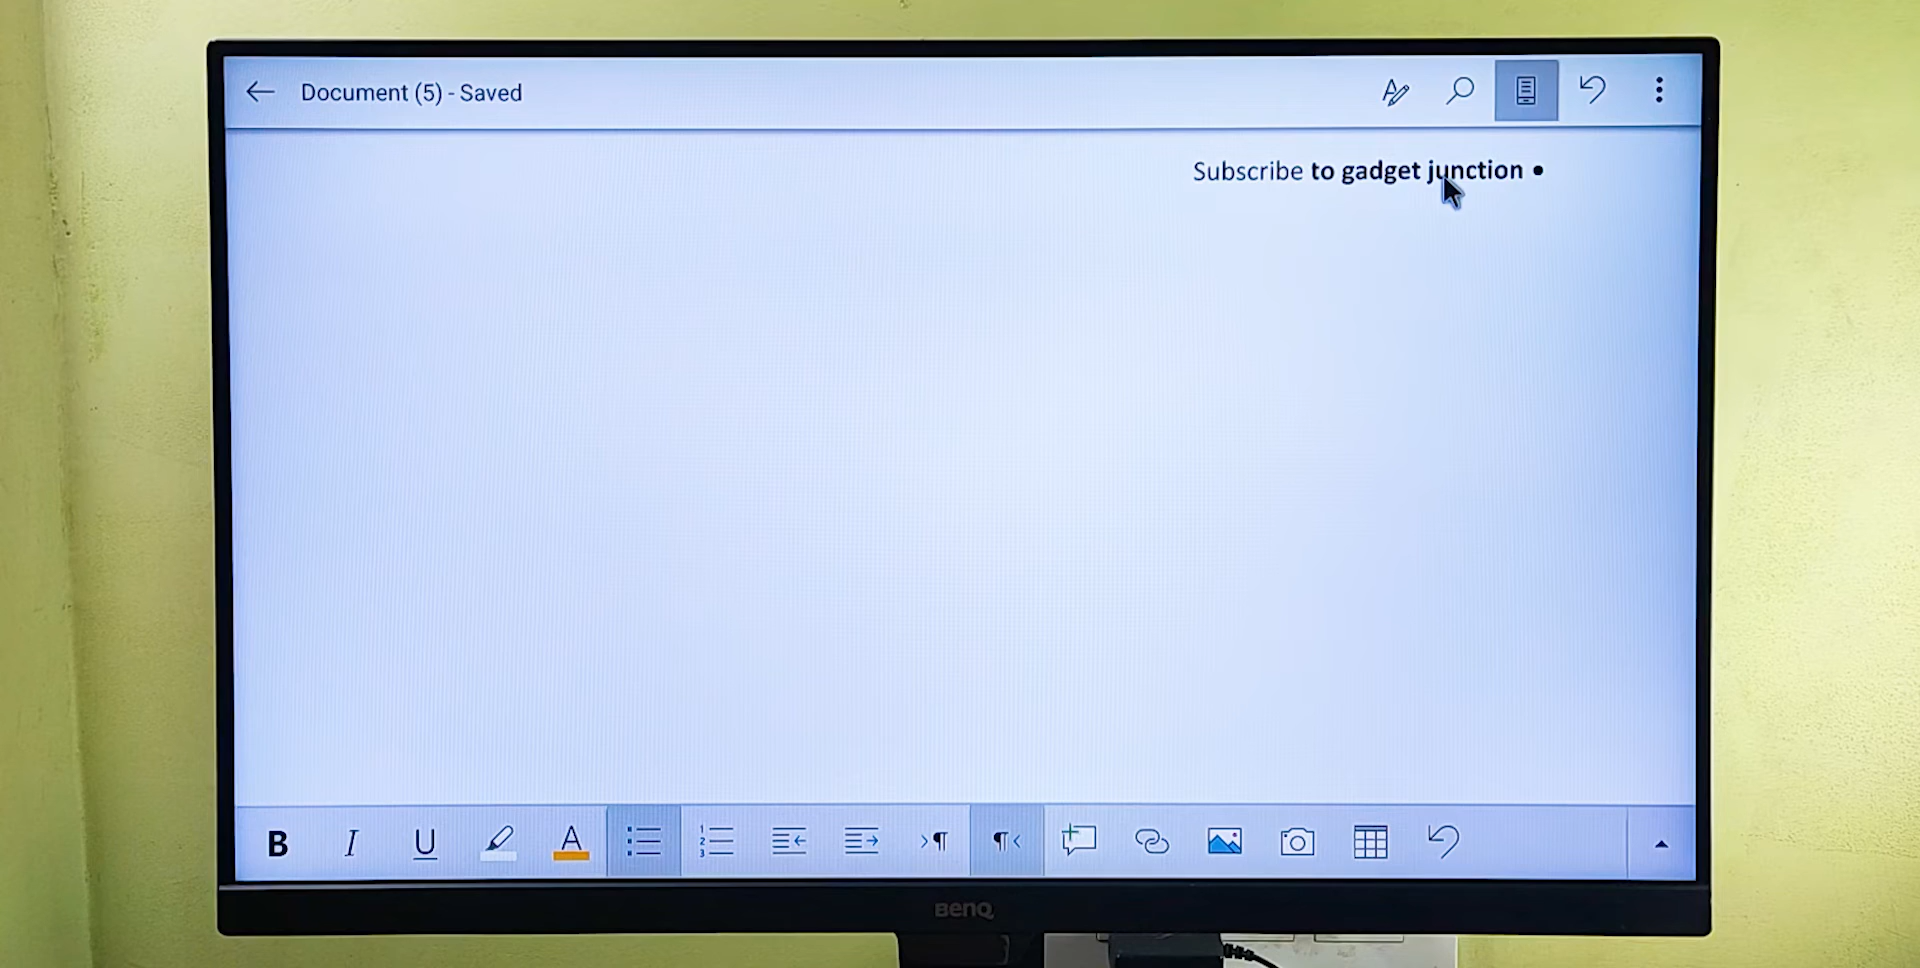 Document (5) - Saved
Subscribe to gadget junction •
B I U A
BenQ